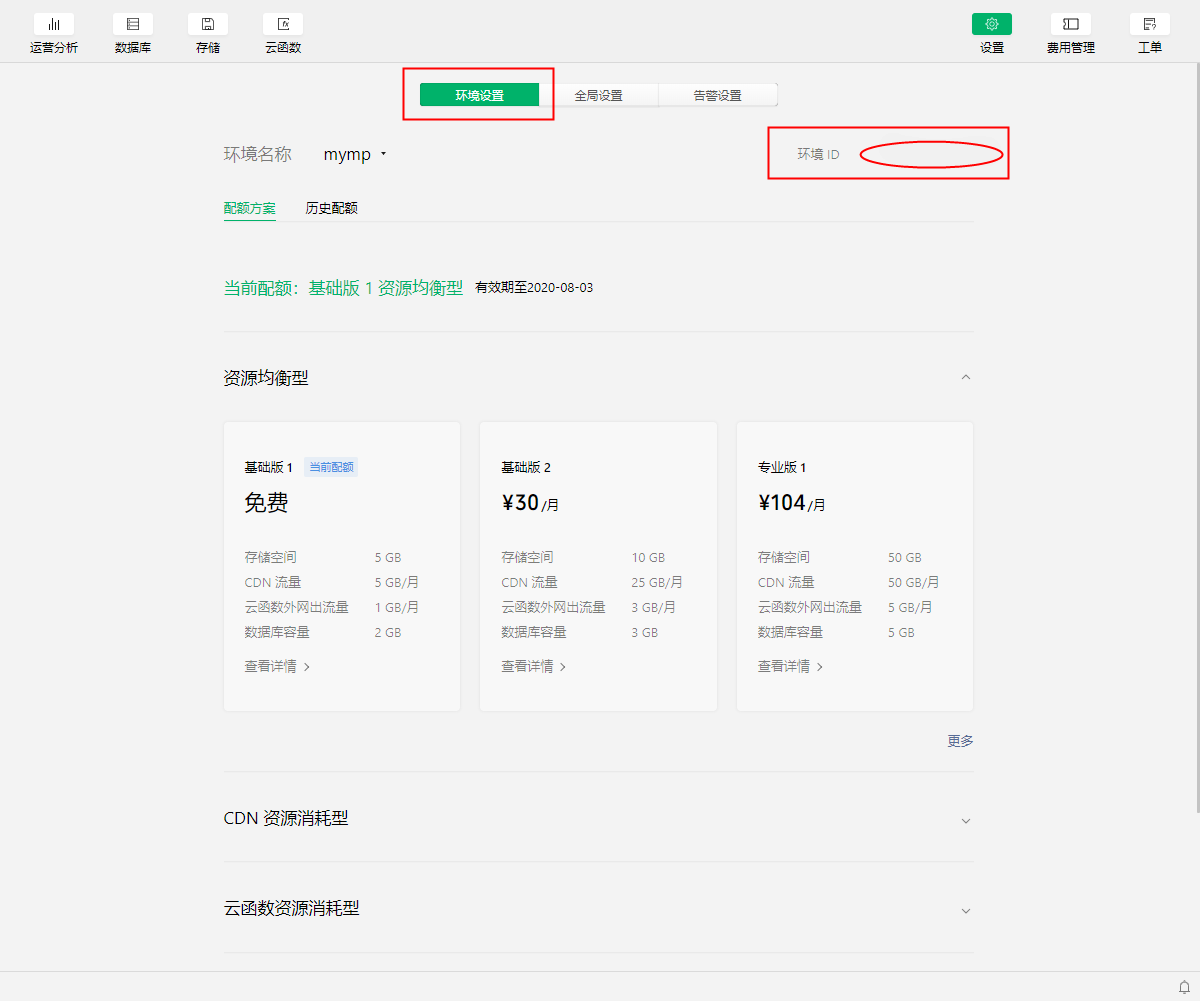 运营分析 数据库 存储 云函数 设置 费用管理 工单
环境设置 全局设置 告警设置
环境名称 mymp 环境 ID
配额方案 历史配额
当前配额：基础版 1 资源均衡型 有效期至2020-08-03
资源均衡型
基础版 1 当前配额
免费
存储空间 5 GB
CDN 流量 5 GB/月
云函数外网出流量 1 GB/月
数据库容量 2 GB
查看详情
基础版 2
¥30/月
存储空间 10 GB
CDN 流量 25 GB/月
云函数外网出流量 3 GB/月
数据库容量 3 GB
查看详情
专业版 1
¥104/月
存储空间 50 GB
CDN 流量 50 GB/月
云函数外网出流量 5 GB/月
数据库容量 5 GB
查看详情
更多
CDN 资源消耗型
云函数资源消耗型